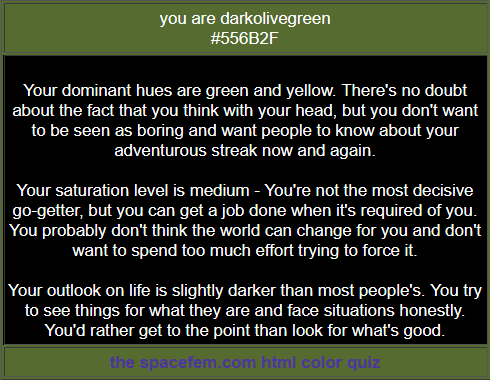 you are darkolivegreen
#556B2F
Your dominant hues are green and yellow. There's no doubt
about the fact that you think with your head, but you don't want
to be seen as boring and want people to know about your
adventurous streak now and again.
Your saturation level is medium - You're not the most decisive
go-getter, but you can get a job done when it's required of you.
You probably don't think the world can change for you and don't
want to spend too much effort trying to force it.
Your outlook on life is slightly darker than most people's. You try
to see things for what they are and face situations honestly.
You'd rather get to the point than look for what's good.
the spacefem.com html color quiz